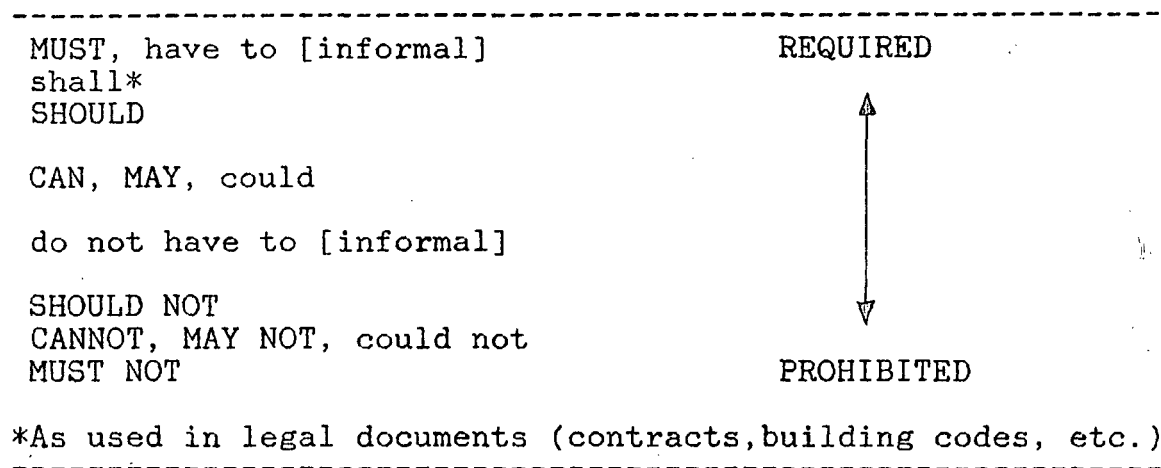 MUST, have to [informal] REQUIRED
shall*
SHOULD
CAN, MAY, could
do not have to [informal]
SHOULD NOT
CANNOT, MAY NOT, could not
MUST NOT PROHIBITED
*As used in legal documents (contracts,building codes, etc.)